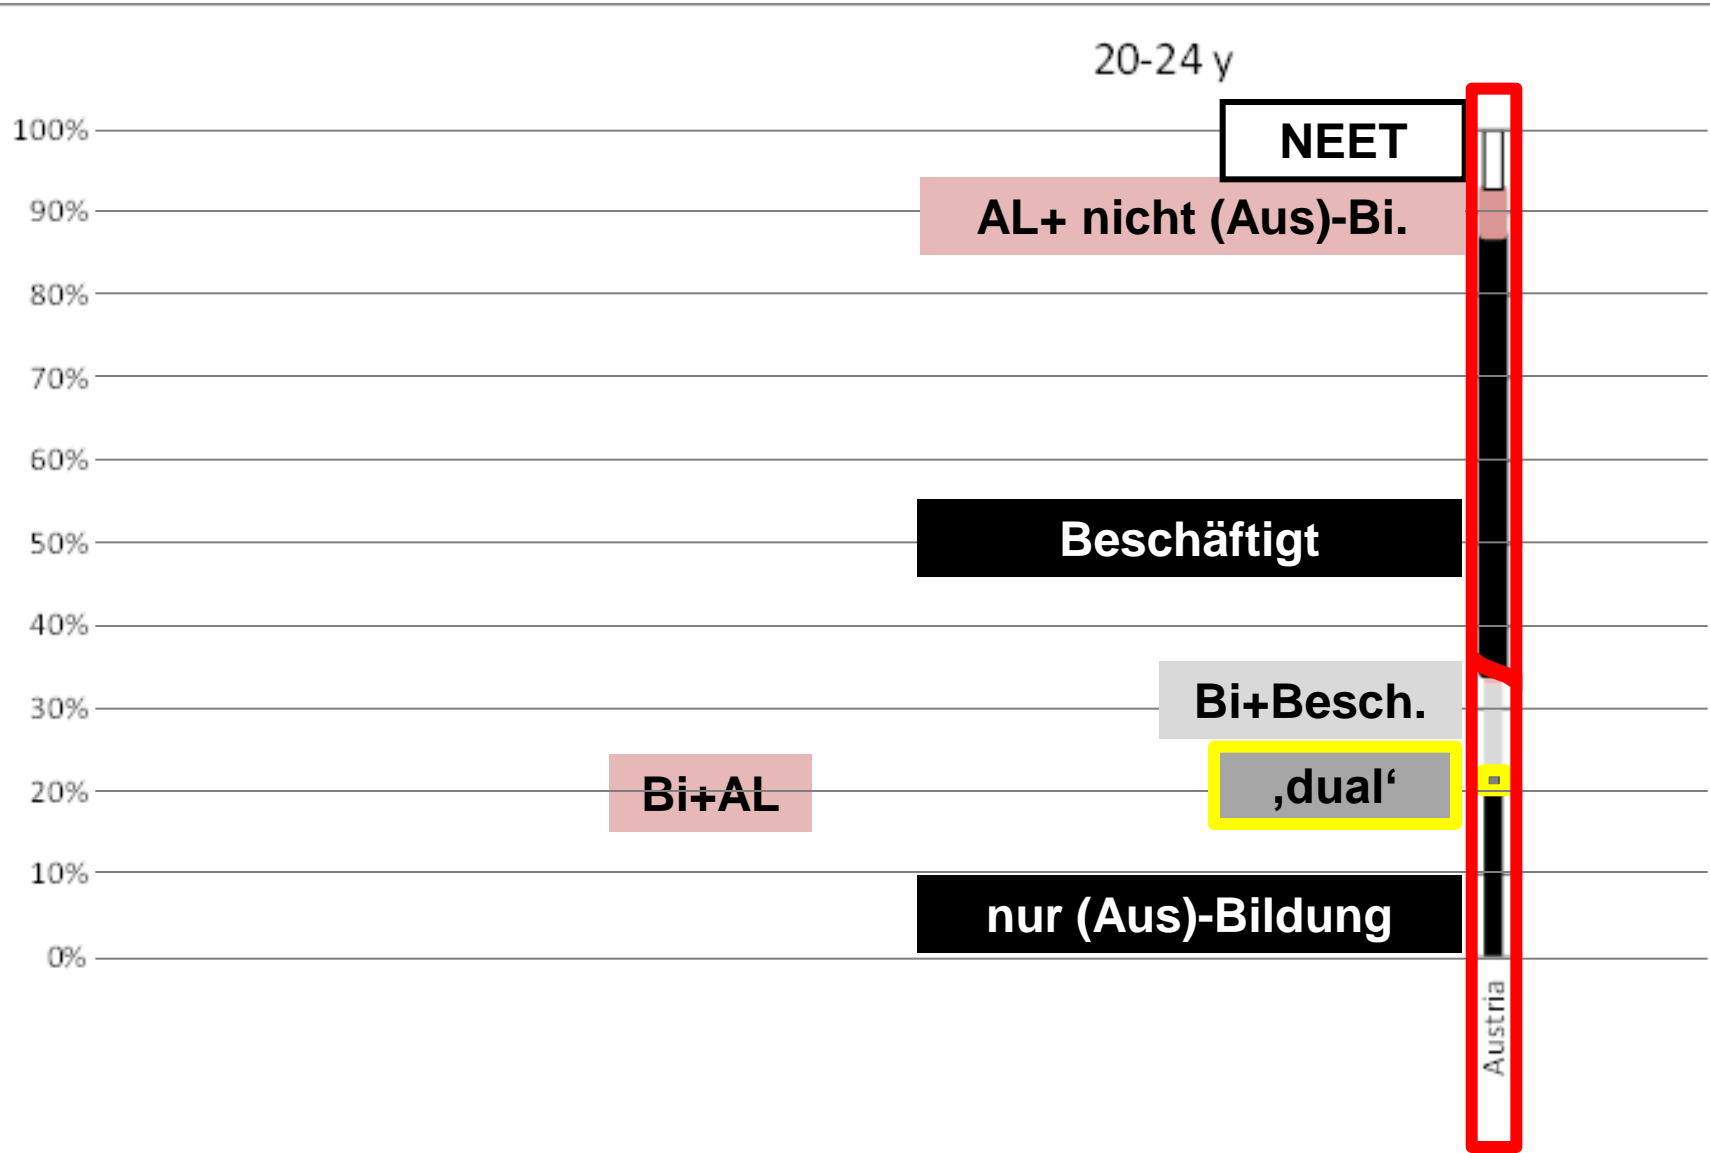 20-24 y
100%
NEET
90%
AL+ nicht (Aus)-Bi.
80%
70%
60%
50%
Beschäftigt
40%
30%
Bi+Besch.
20%
Bi+AL
‚dual‘
10%
nur (Aus)-Bildung
0%
Austria